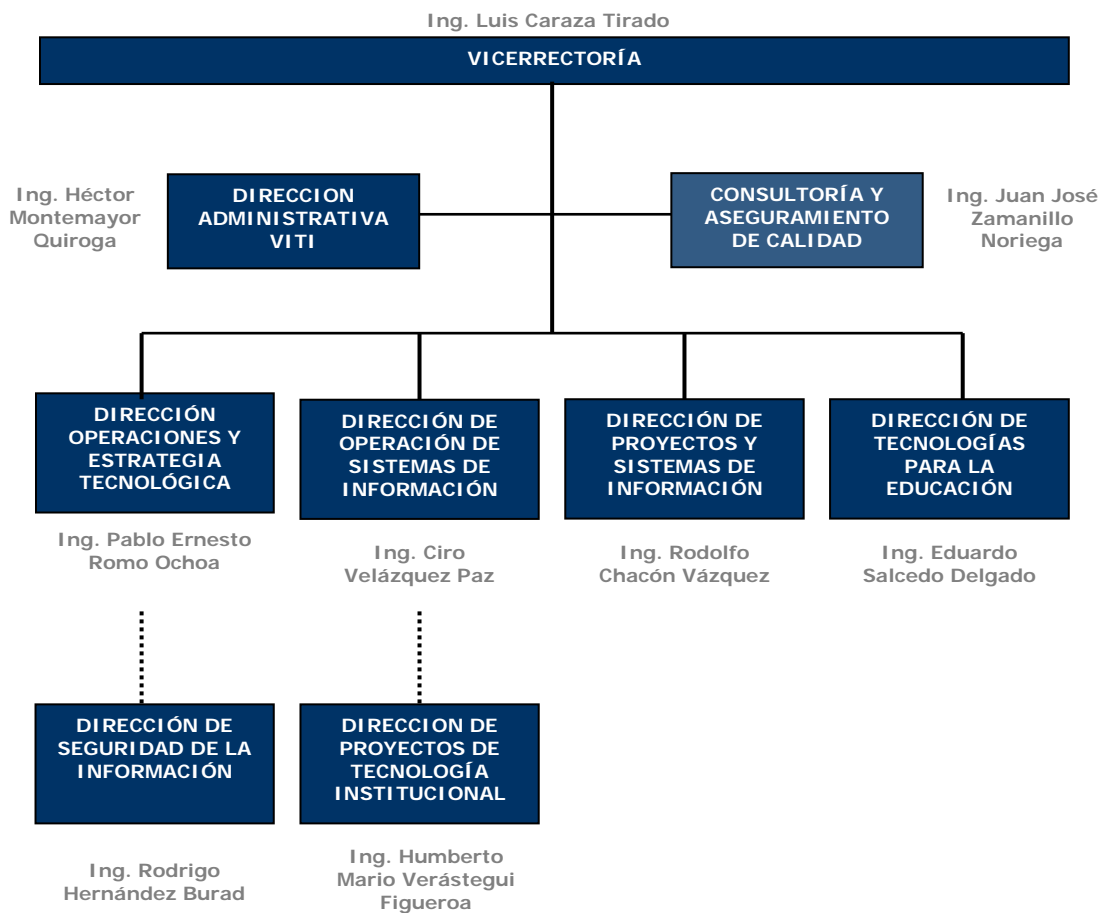 Ing. Luis Caraza Tirado
VICERRECTORÍA
Ing. Héctor
Montemayor
Quiroga
DIRECCION
ADMINISTRATIVA
VITI
CONSULTORÍA Y
ASEGURAMIENTO
DE CALIDAD
Ing. Juan José
Zamanillo
Noriega
DIRECCIÓN
OPERACIONES Y
ESTRATEGIA
TECNOLÓGICA
Ing. Pablo Ernesto
Romo Ochoa
DIRECCIÓN DE
OPERACIÓN DE
SISTEMAS DE
INFORMACIÓN
Ing. Ciro
Velázquez Paz
DIRECCIÓN DE
PROYECTOS Y
SISTEMAS DE
INFORMACIÓN
Ing. Rodolfo
Chacón Vázquez
DIRECCIÓN DE
TECNOLOGÍAS
PARA LA
EDUCACIÓN
Ing. Eduardo
Salcedo Delgado
DIRECCIÓN DE
SEGURIDAD DE LA
INFORMACIÓN
Ing. Rodrigo
Hernández Burad
DIRECCION DE
PROYECTOS DE
TECNOLOGÍA
INSTITUCIONAL
Ing. Humberto
Mario Verástegui
Figueroa